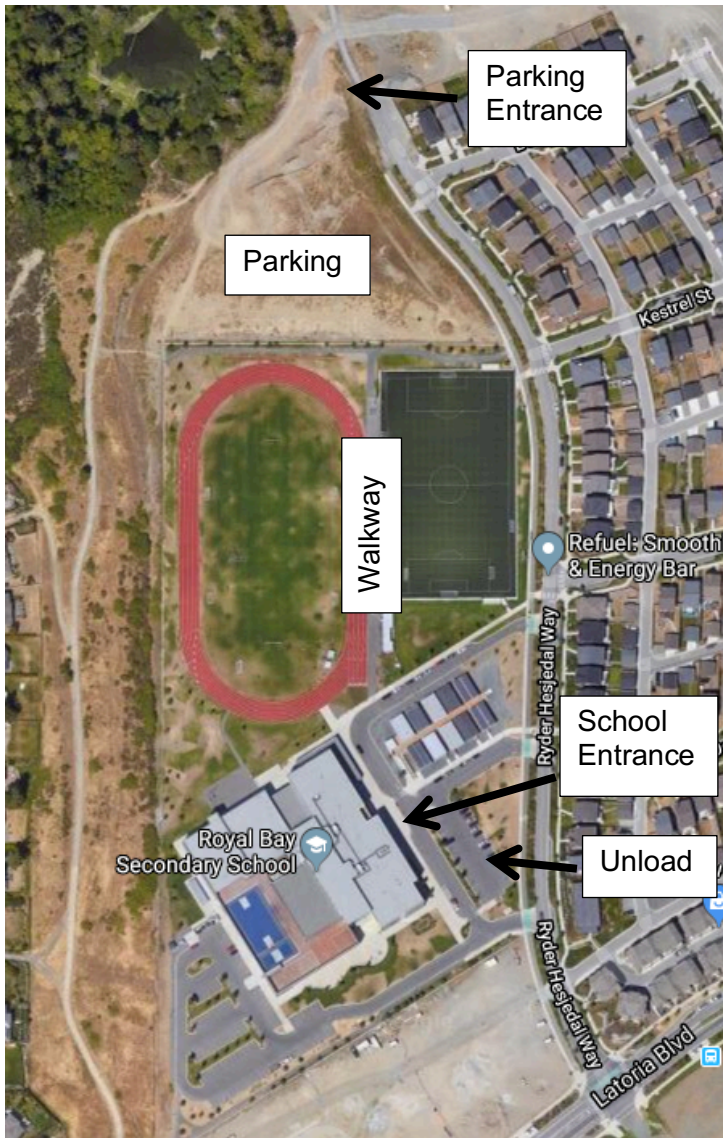 Parking
Entrance
Parking
Kestrel St
Walkway
Refuel: Smooth
& Energy Bar
Ryder Hesjedal Way
School
Entrance
Royal Bay
Secondary School
Unload
Ryder Hesjedal Way
Latoria Blvd